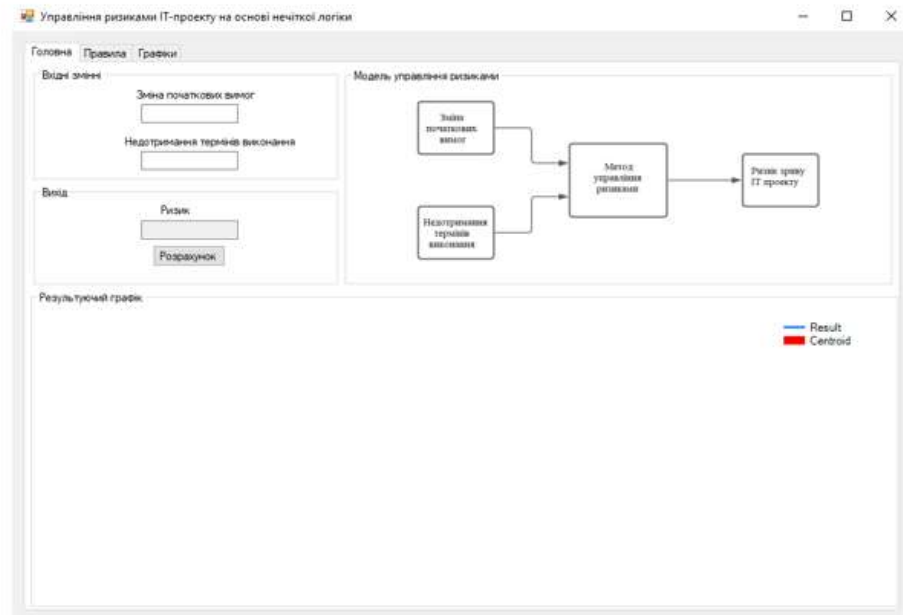 Управління ризиками ІТ-проекту на основі нечіткої логіки
Головна Правила Графіки
Вхідні змінні
Зміна початкових вимог
Недотримання термінів виконання
Вихід
Ризик
Розрахунок
Модель управління ризиками
Зміна
початкових
вимог
Недотримання
термінів
виконання
Метод
управління
ризиками
Ризик зриву
ІТ проекту
Результуючий графік
Result
Centroid